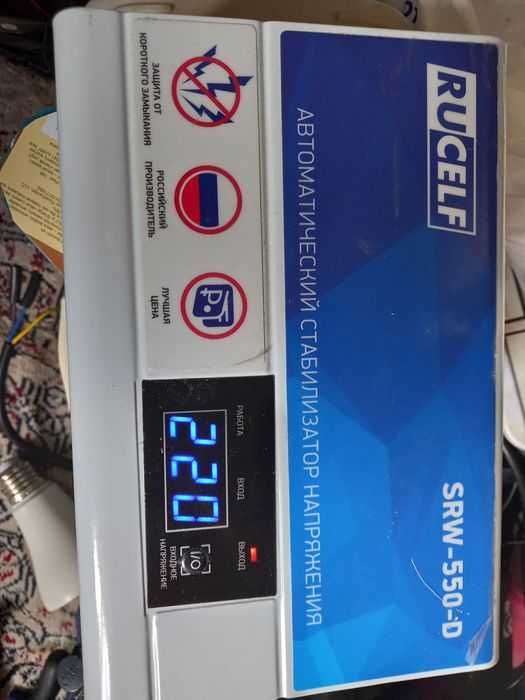 RUCELF
АВТОМАТИЧЕСКИЙ СТАБИЛИЗАТОР НАПРЯЖЕНИЯ
SRW-550-D
ЗАЩИТА ОТ
КОРОТКОГО ЗАМЫКАНИЯ
РОССИЙСКИЙ
ПРОИЗВОДИТЕЛЬ
ЛУЧШАЯ
ЦЕНА
РАБОТА
ВХОД
ВЫХОД
220
I/O
ВХОДНОЕ
НАПРЯЖЕНИЕ